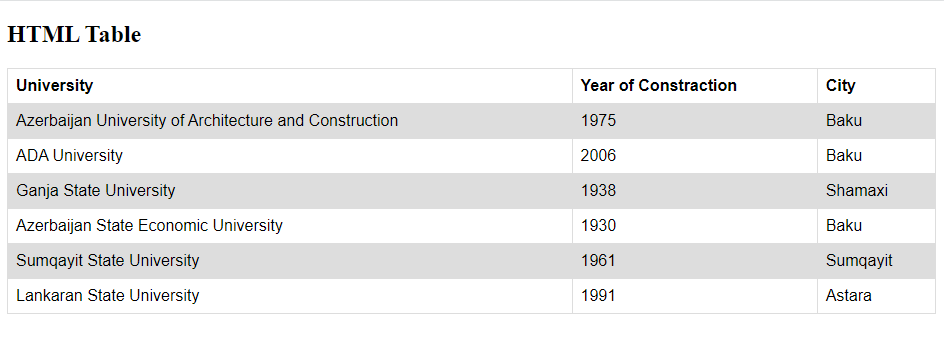 HTML Table
University Year of Constraction City
Azerbaijan University of Architecture and Construction 1975 Baku
ADA University 2006 Baku
Ganja State University 1938 Shamaxi
Azerbaijan State Economic University 1930 Baku
Sumqayit State University 1961 Sumqayit
Lankaran State University 1991 Astara